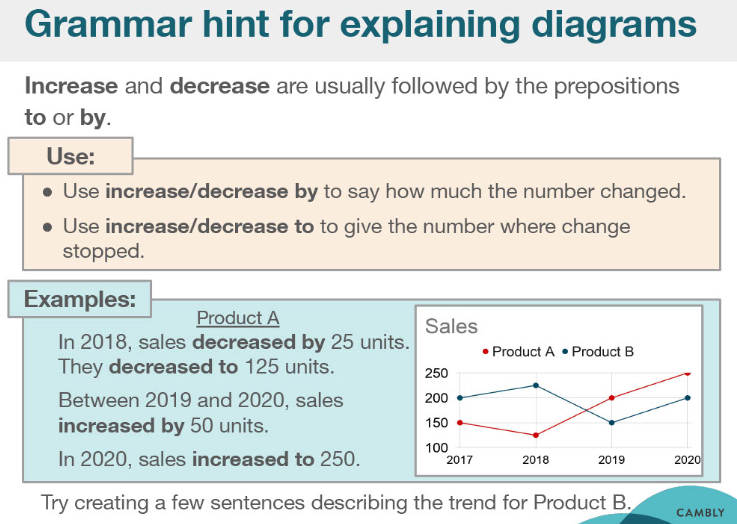 Grammar hint for explaining diagrams
Increase and decrease are usually followed by the prepositions
to or by.
Use:
• Use increase/decrease by to say how much the number changed.
• Use increase/decrease to to give the number where change
stopped.
Examples:
Product A
In 2018, sales decreased by 25 units.
They decreased to 125 units.
Between 2019 and 2020, sales
increased by 50 units.
In 2020, sales increased to 250.
Sales
• Product A • Product B
250
200
150
100
2017 2018 2019 2020
Try creating a few sentences describing the trend for Product B.
CAMBLY